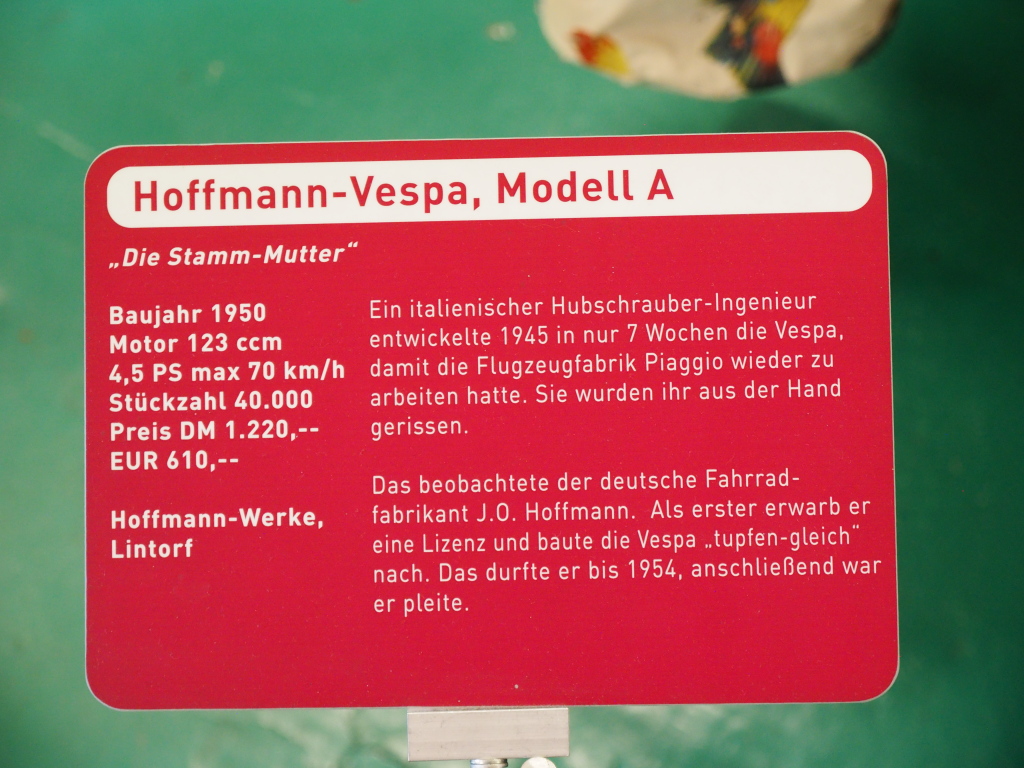 Hoffmann-Vespa, Modell A
„Die Stamm-Mutter“
Baujahr 1950
Motor 123 ccm
4,5 PS max 70 km/h
Stückzahl 40.000
Preis DM 1.220,--
EUR 610,--
Hoffmann-Werke,
Lintorf
Ein italienischer Hubschrauber-Ingenieur
entwickelte 1945 in nur 7 Wochen die Vespa,
damit die Flugzeugfabrik Piaggio wieder zu
arbeiten hatte. Sie wurden ihr aus der Hand
gerissen.
Das beobachtete der deutsche Fahrrad-
fabrikant J.O. Hoffmann. Als erster erwarb er
eine Lizenz und baute die Vespa „tupfen-gleich“
nach. Das durfte er bis 1954, anschließend war
er pleite.